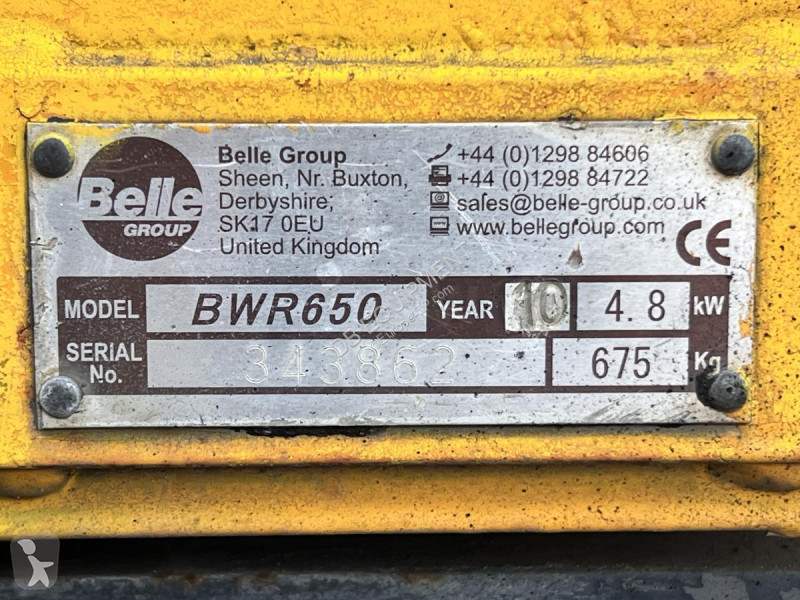 Belle
GROUP
Belle Group
Sheen, Nr. Buxton,
Derbyshire;
SK17 0EU
United Kingdom
+44 (0)1298 84606
+44 (0)1298 84722
sales@belle-group.co.uk
www.bellegroup.com
CE
MODEL BWR650 YEAR 10 4.8 kW
SERIAL No. 343862 675 Kg